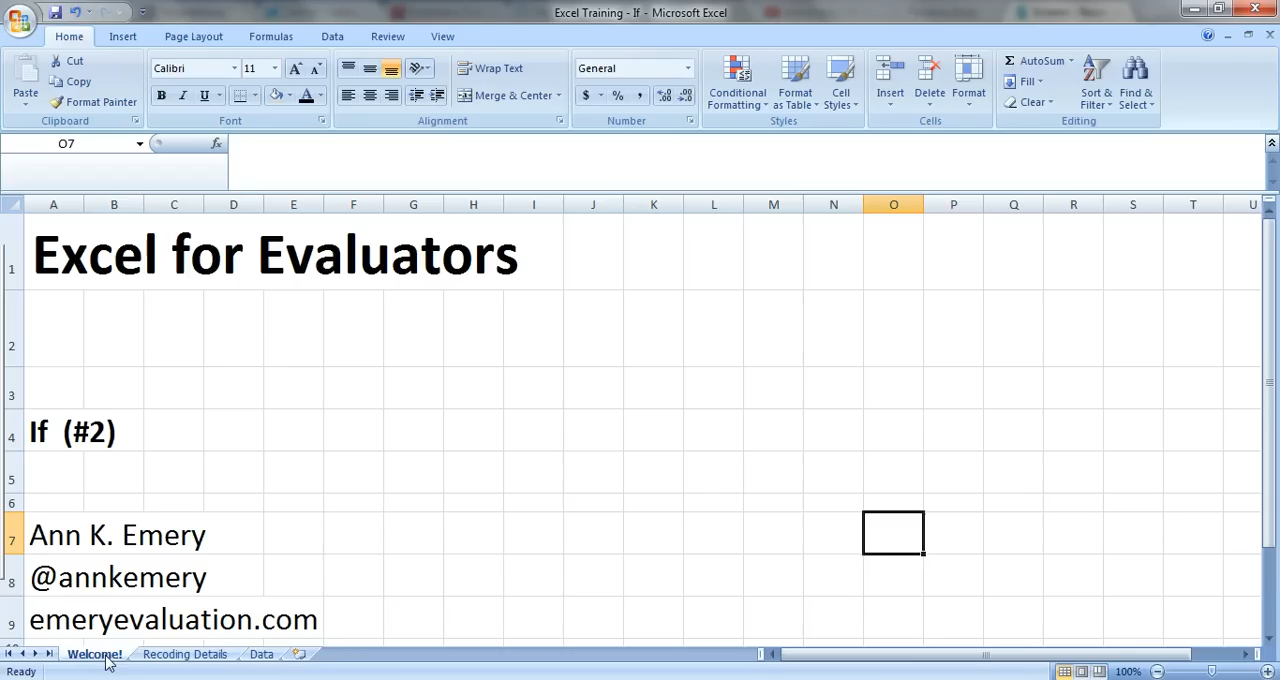 Excel Training - If - Microsoft Excel
Home Insert Page Layout Formulas Data Review View
Paste Cut Copy Format Painter Clipboard
Calibri 11 B I U A Font
Wrap Text Merge & Center Alignment
General $ % , Number
Conditional Formatting Format as Table Cell Styles Styles
Insert Delete Format Cells
Σ AutoSum Fill Clear Sort & Filter Find & Select Editing
O7 fx
A B C D E F G H I J K L M N O P Q R S T U
1 Excel for Evaluators
2
3
4 If (#2)
5
6
7 Ann K. Emery
8 @annkemery
9 emeryevaluation.com
Welcome! Recoding Details Data
Ready 100%